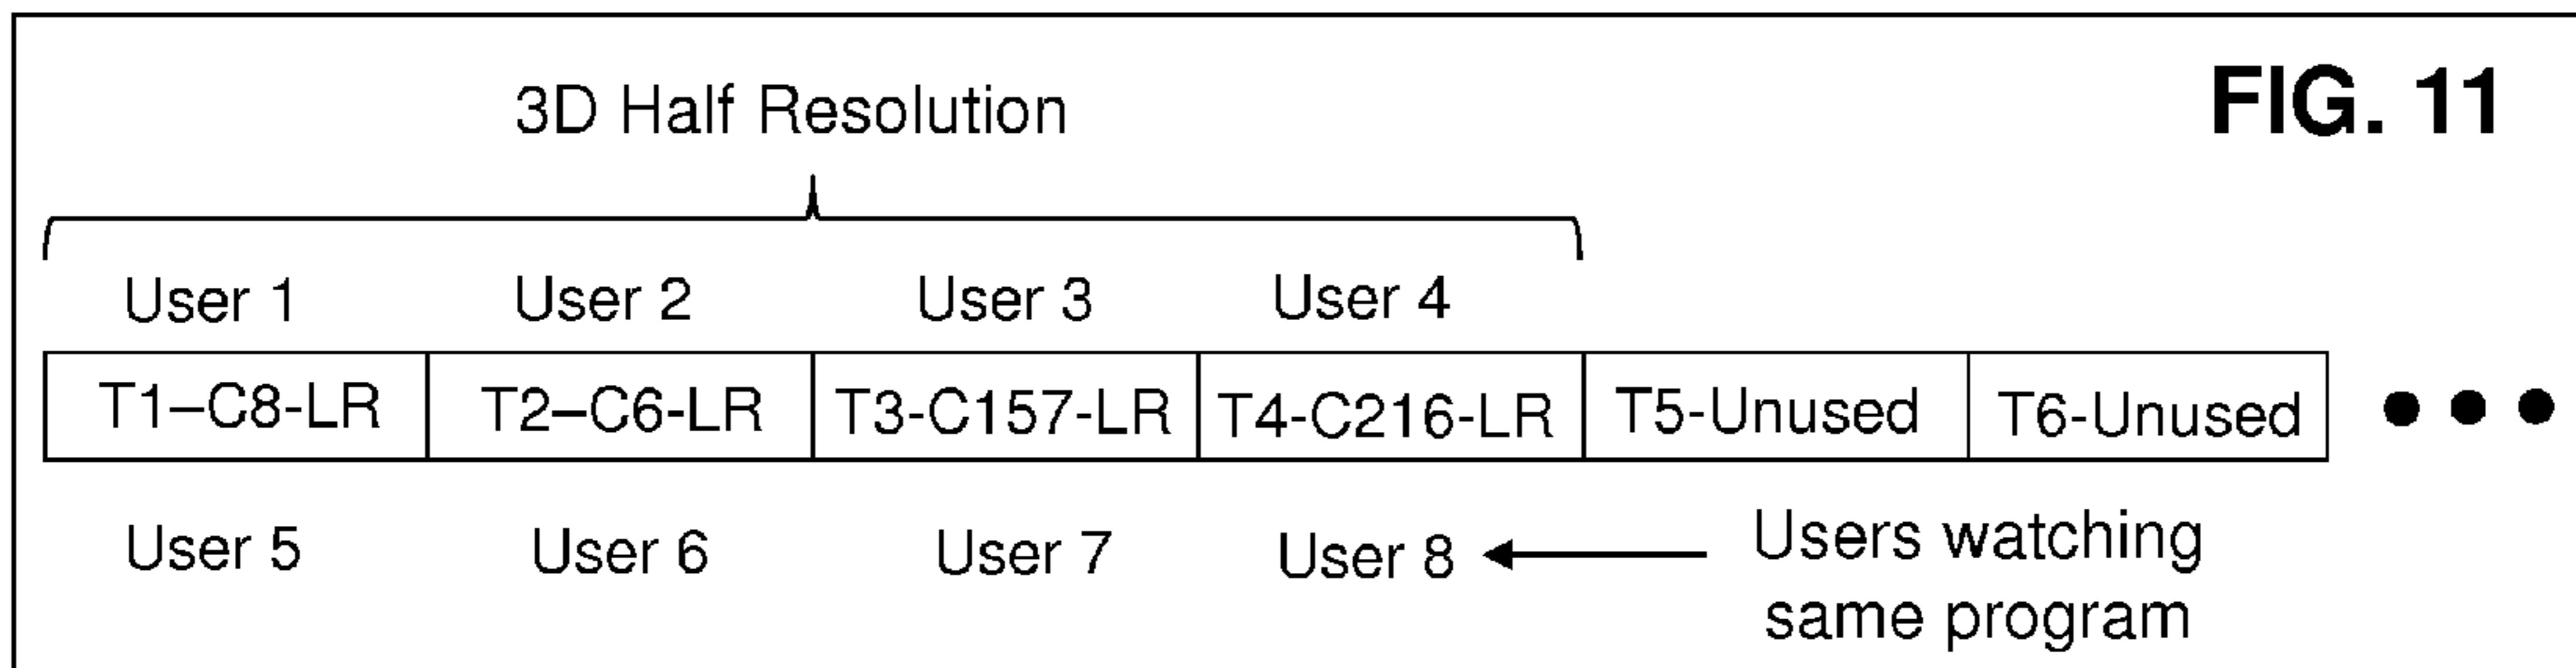 FIG. 11
3D Half Resolution
User 1 User 2 User 3 User 4
T1–C8-LR T2–C6-LR T3-C157-LR T4-C216-LR T5-Unused T6-Unused
User 5 User 6 User 7 User 8 Users watching
same program